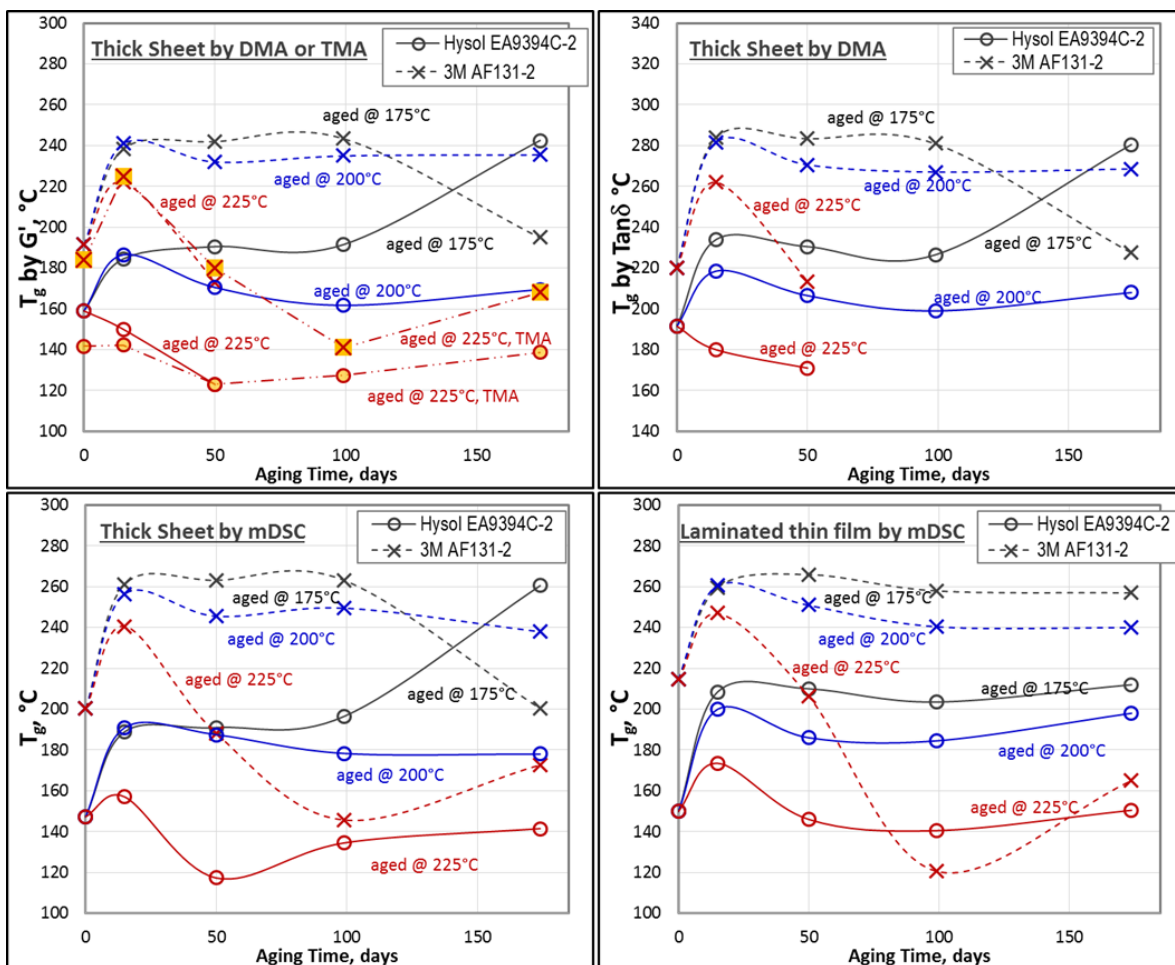 Thick Sheet by DMA or TMA
Hysol EA9394C-2
3M AF131-2
300
280
260
240
220
200
180
160
140
120
100
Tg by G', °C
aged @ 175°C
aged @ 200°C
aged @ 225°C
aged @ 175°C
aged @ 200°C
aged @ 225°C
aged @ 225°C, TMA
aged @ 225°C, TMA
0
50
100
150
Aging Time, days
Thick Sheet by DMA
Hysol EA9394C-2
3M AF131-2
340
320
300
280
260
240
220
200
180
160
140
Tg by Tanδ °C
aged @ 175°C
aged @ 200°C
aged @ 225°C
aged @ 175°C
aged @ 200°C
aged @ 225°C
0
50
100
150
Aging Time, days
Thick Sheet by mDSC
Hysol EA9394C-2
3M AF131-2
300
280
260
240
220
200
180
160
140
120
100
Tg, °C
aged @ 175°C
aged @ 200°C
aged @ 225°C
aged @ 175°C
aged @ 200°C
aged @ 225°C
0
50
100
150
Aging Time, days
Laminated thin film by mDSC
Hysol EA9394C-2
3M AF131-2
300
280
260
240
220
200
180
160
140
120
100
Tg, °C
aged @ 175°C
aged @ 200°C
aged @ 225°C
aged @ 175°C
aged @ 200°C
aged @ 225°C
0
50
100
150
Aging Time, days